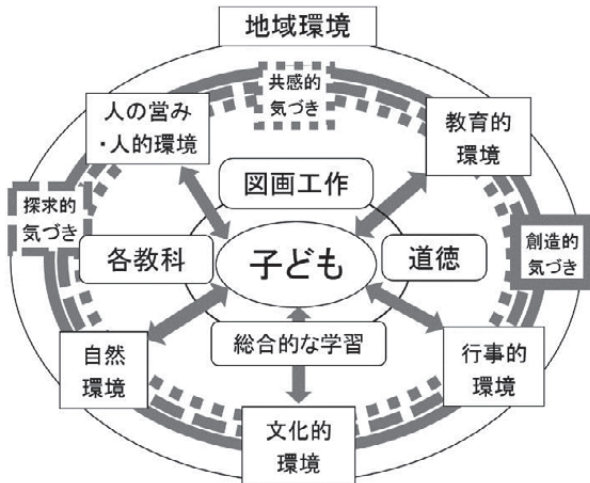 地域環境
共感的
気づき
人の営み
・人的環境
教育的
環境
図画工作
探求的
気づき
各教科
子ども
道徳
創造的
気づき
総合的な学習
自然
環境
行事的
環境
文化的
環境